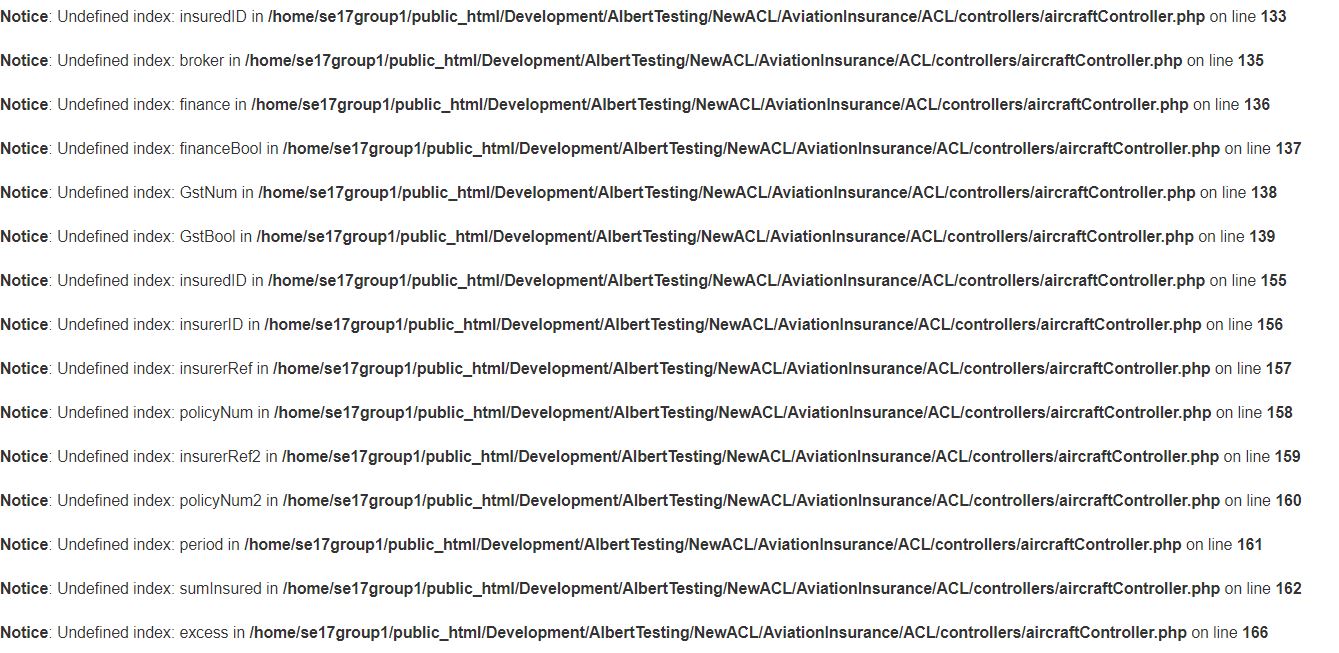 Notice: Undefined index: insuredID in /home/se17group1/public_html/Development/AlbertTesting/NewACL/AviationInsurance/ACL/controllers/aircraftController.php on line 133
Notice: Undefined index: broker in /home/se17group1/public_html/Development/AlbertTesting/NewACL/AviationInsurance/ACL/controllers/aircraftController.php on line 135
Notice: Undefined index: finance in /home/se17group1/public_html/Development/AlbertTesting/NewACL/AviationInsurance/ACL/controllers/aircraftController.php on line 136
Notice: Undefined index: financeBool in /home/se17group1/public_html/Development/AlbertTesting/NewACL/AviationInsurance/ACL/controllers/aircraftController.php on line 137
Notice: Undefined index: GstNum in /home/se17group1/public_html/Development/AlbertTesting/NewACL/AviationInsurance/ACL/controllers/aircraftController.php on line 138
Notice: Undefined index: GstBool in /home/se17group1/public_html/Development/AlbertTesting/NewACL/AviationInsurance/ACL/controllers/aircraftController.php on line 139
Notice: Undefined index: insuredID in /home/se17group1/public_html/Development/AlbertTesting/NewACL/AviationInsurance/ACL/controllers/aircraftController.php on line 155
Notice: Undefined index: insurerID in /home/se17group1/public_html/Development/AlbertTesting/NewACL/AviationInsurance/ACL/controllers/aircraftController.php on line 156
Notice: Undefined index: insurerRef in /home/se17group1/public_html/Development/AlbertTesting/NewACL/AviationInsurance/ACL/controllers/aircraftController.php on line 157
Notice: Undefined index: policyNum in /home/se17group1/public_html/Development/AlbertTesting/NewACL/AviationInsurance/ACL/controllers/aircraftController.php on line 158
Notice: Undefined index: insurerRef2 in /home/se17group1/public_html/Development/AlbertTesting/NewACL/AviationInsurance/ACL/controllers/aircraftController.php on line 159
Notice: Undefined index: policyNum2 in /home/se17group1/public_html/Development/AlbertTesting/NewACL/AviationInsurance/ACL/controllers/aircraftController.php on line 160
Notice: Undefined index: period in /home/se17group1/public_html/Development/AlbertTesting/NewACL/AviationInsurance/ACL/controllers/aircraftController.php on line 161
Notice: Undefined index: sumInsured in /home/se17group1/public_html/Development/AlbertTesting/NewACL/AviationInsurance/ACL/controllers/aircraftController.php on line 162
Notice: Undefined index: excess in /home/se17group1/public_html/Development/AlbertTesting/NewACL/AviationInsurance/ACL/controllers/aircraftController.php on line 166